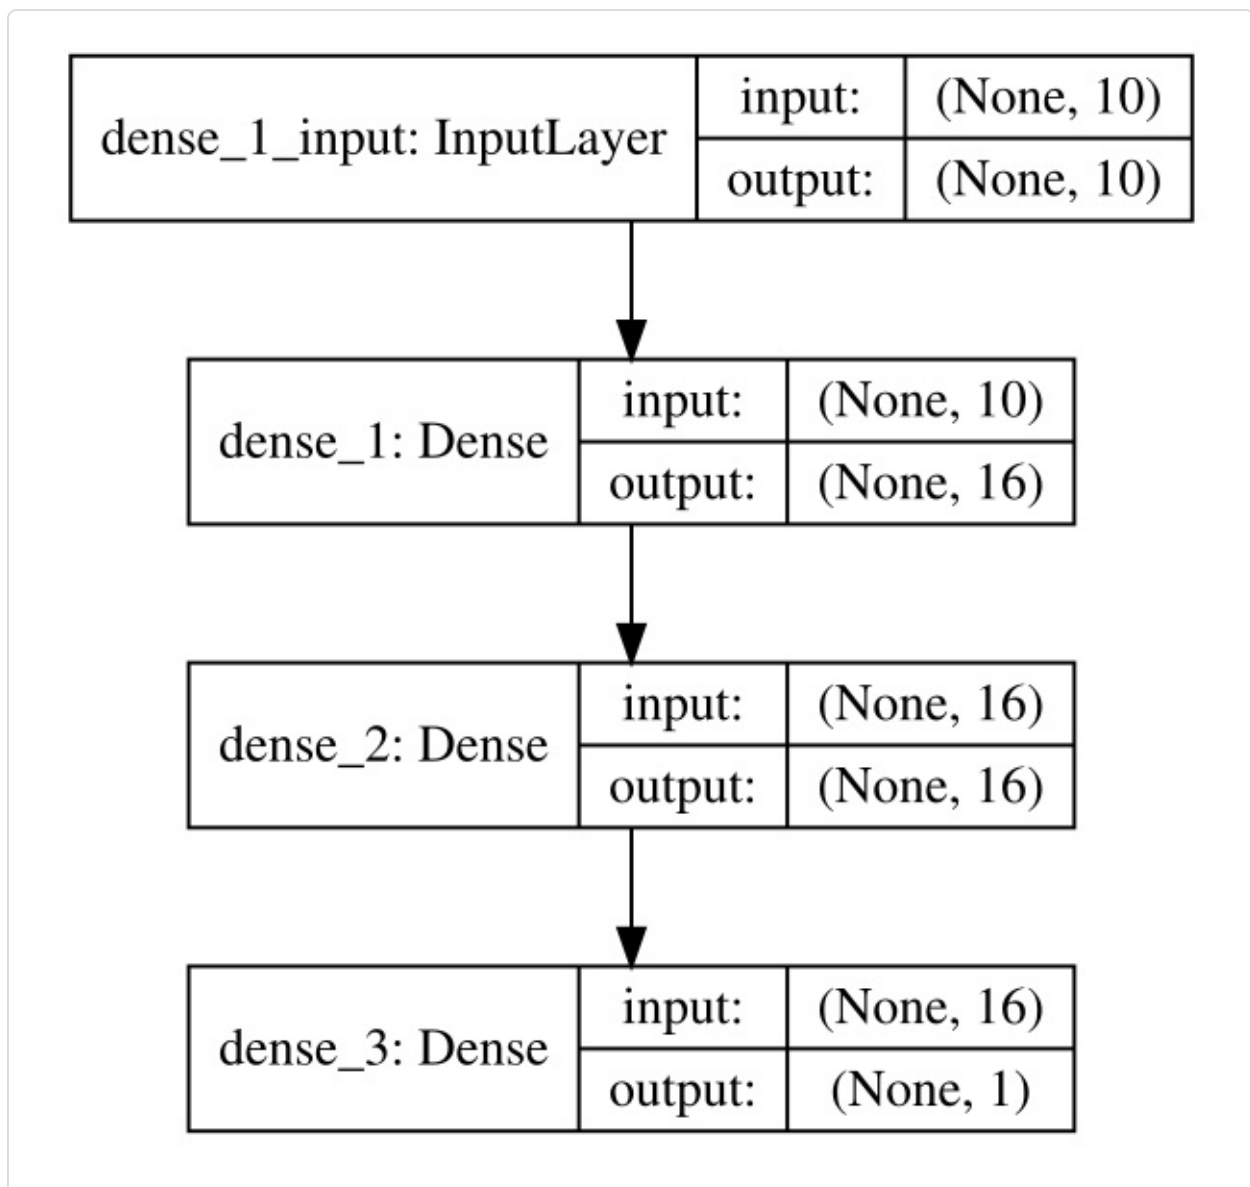 dense_1_input: InputLayer
input:
(None, 10)
output:
(None, 10)
dense_1: Dense
input:
(None, 10)
output:
(None, 16)
dense_2: Dense
input:
(None, 16)
output:
(None, 16)
dense_3: Dense
input:
(None, 16)
output:
(None, 1)